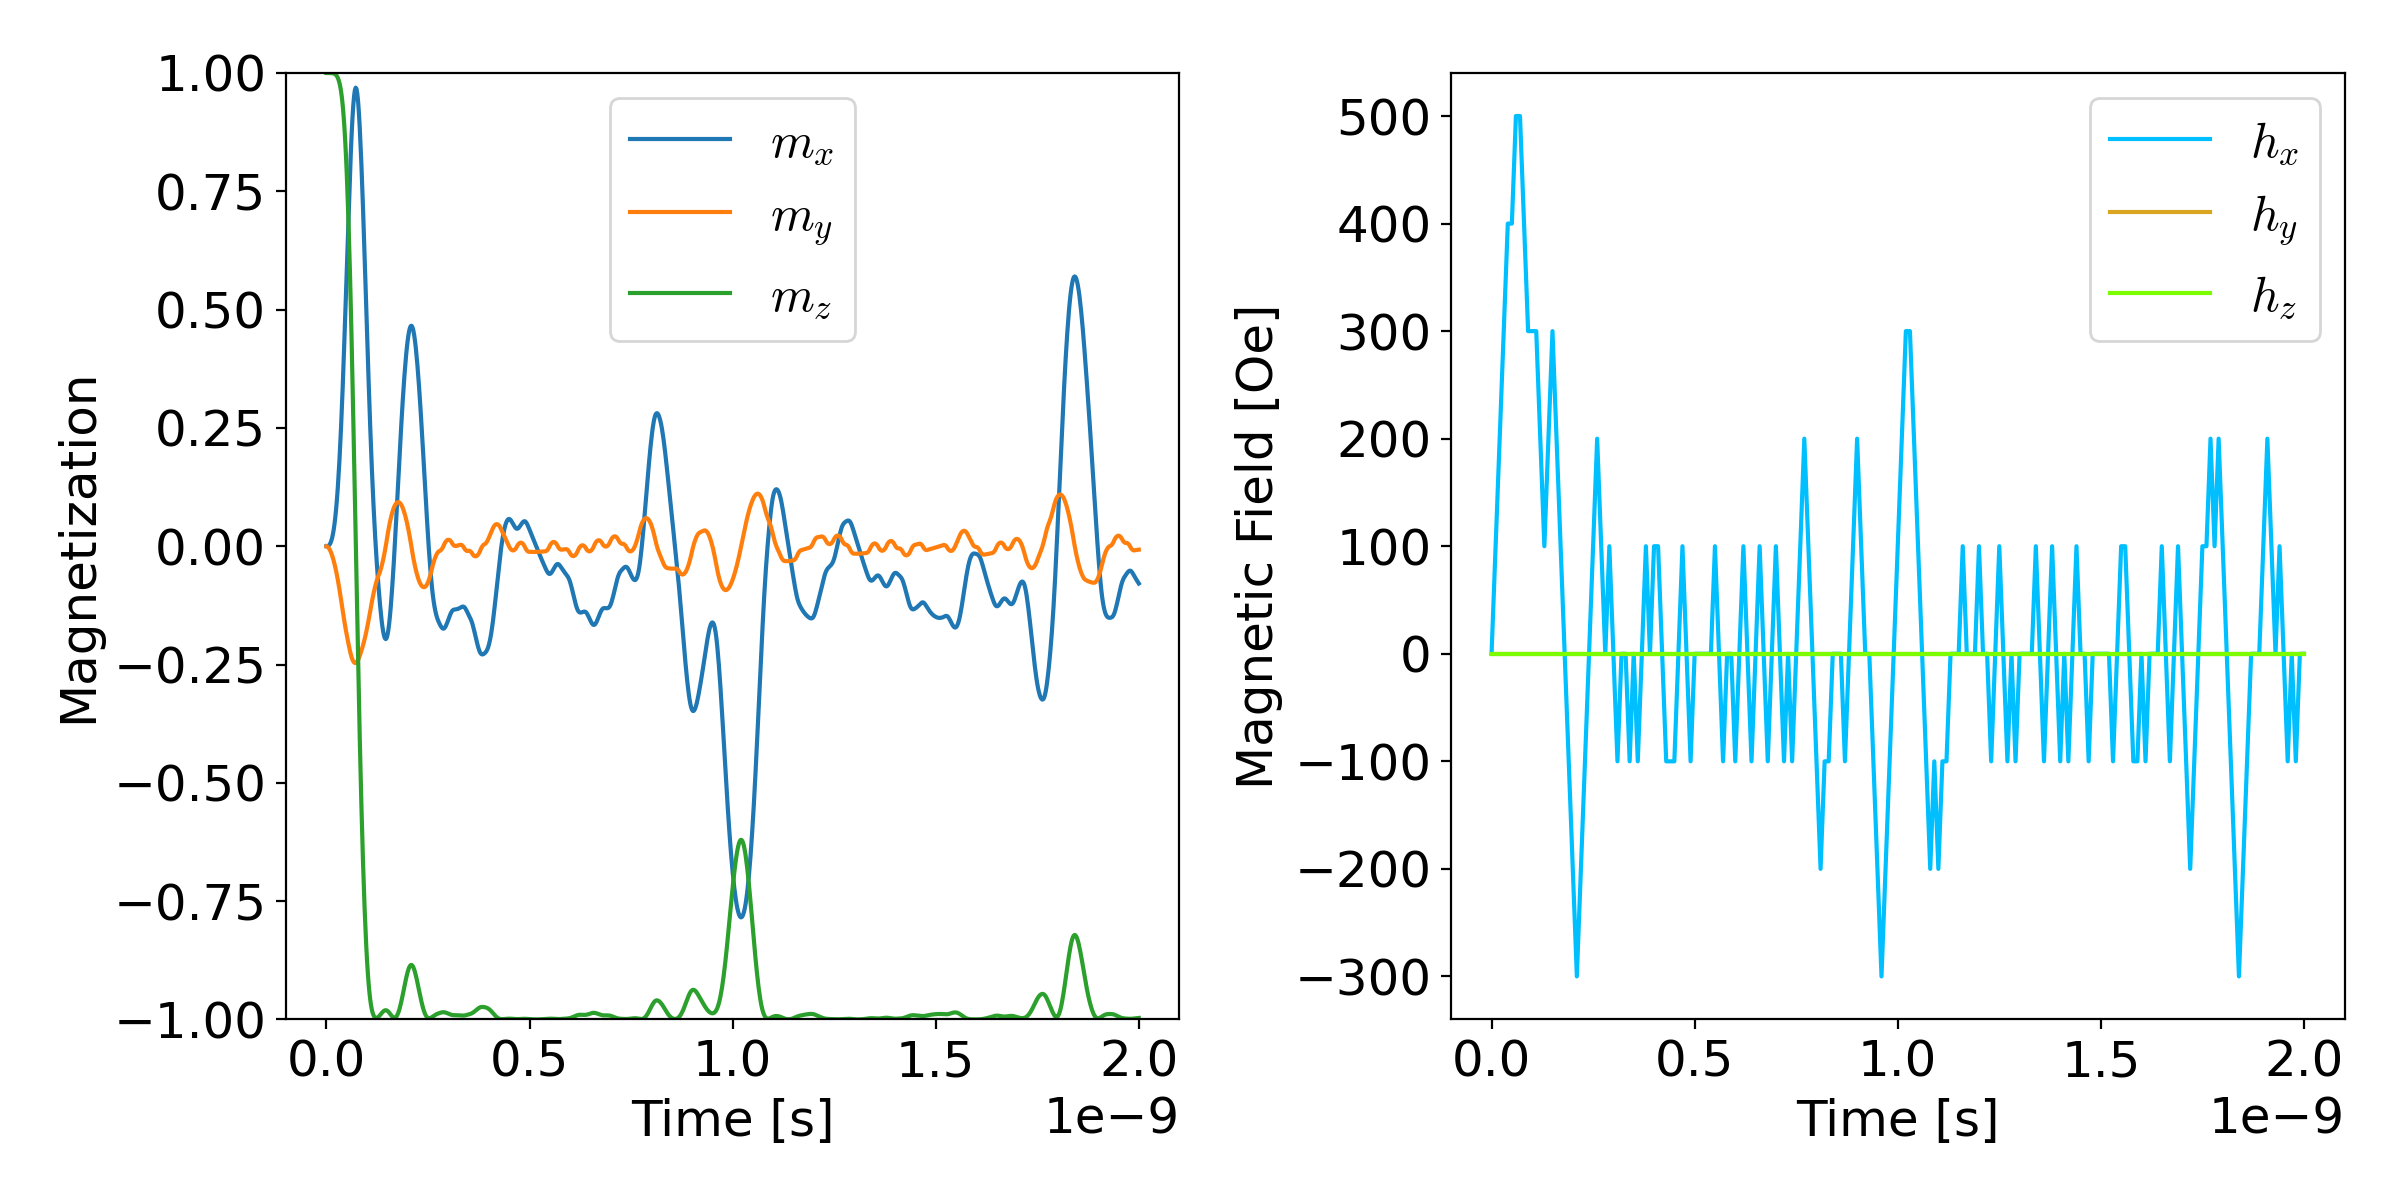 1.00
0.75
0.50
0.25
0.00
−0.25
−0.50
−0.75
−1.00
Magnetization
0.0 0.5 1.0 1.5 2.0
Time [s]
1e−9
m_x
m_y
m_z
500
400
300
200
100
0
−100
−200
−300
Magnetic Field [Oe]
0.0 0.5 1.0 1.5 2.0
Time [s]
1e−9
h_x
h_y
h_z